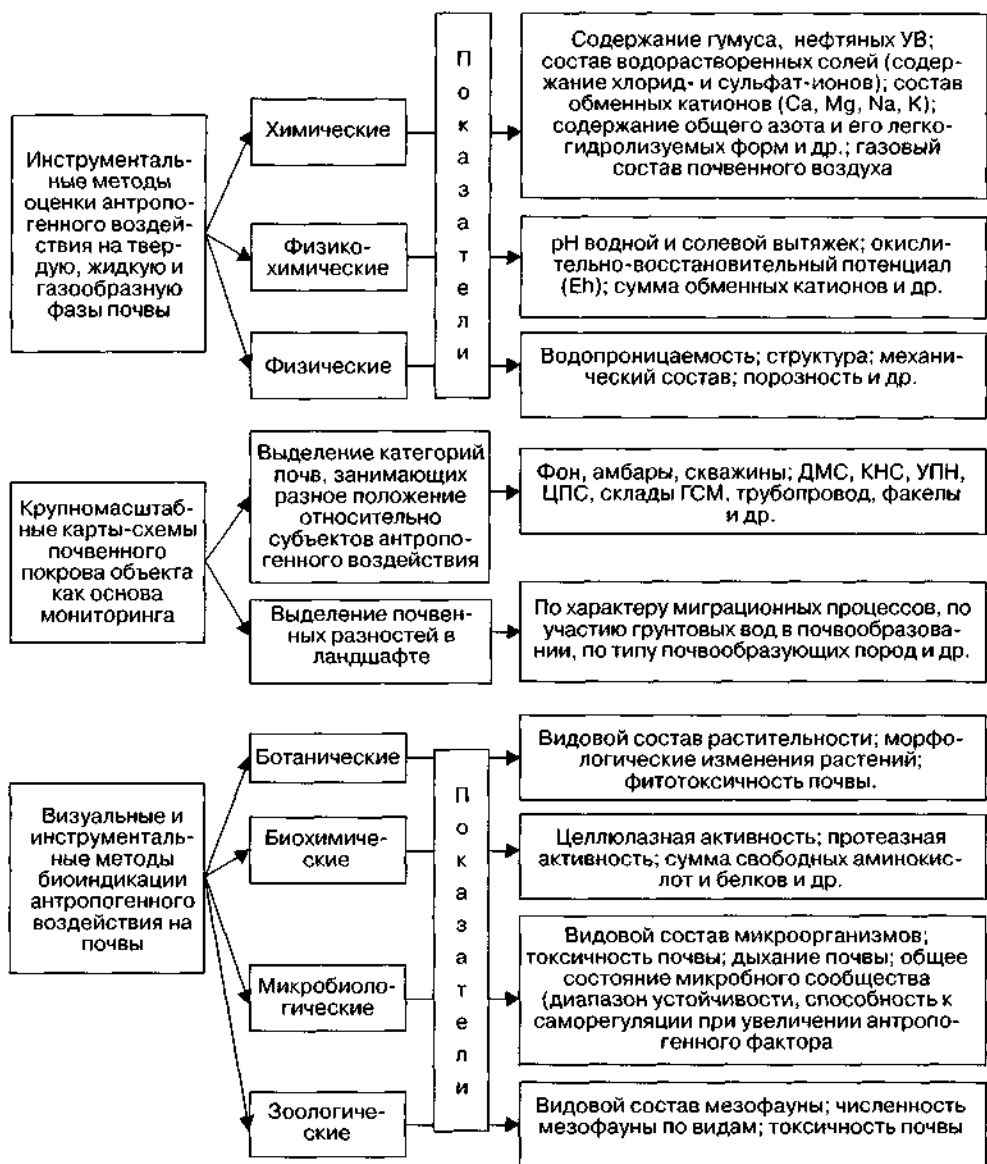 Инструменталь-
ные методы
оценки антропо-
генного воздей-
ствия на твер-
дую, жидкую и
газообразную
фазы почвы
Химические
Физико-
химические
Физические
Показатели
Содержание гумуса, нефтяных УВ;
состав водорастворенных солей (содер-
жание хлорид- и сульфат-ионов); состав
обменных катионов (Ca, Mg, Na, K);
содержание общего азота и его легко-
гидролизуемых форм и др.; газовый
состав почвенного воздуха
pH водной и солевой вытяжек; окисли-
тельно-восстановительный потенциал
(Eh); сумма обменных катионов и др.
Водопроницаемость; структура; механи-
ческий состав; порозность и др.
Крупномасштаб-
ные карты-схемы
почвенного
покрова объекта
как основа
мониторинга
Выделение категорий
почв, занимающих
разное положение
относительно
субъектов антропо-
генного воздействия
Фон, амбары, скважины; ДМС, КНС, УПН,
ЦПС, склады ГСМ, трубопровод, факелы
и др.
Выделение почвен-
ных разностей в
ландшафте
По характеру миграционных процессов, по
участию грунтовых вод в почвообразова-
нии, по типу почвообразующих пород и др.
Визуальные и
инструменталь-
ные методы
биоиндикации
антропогенного
воздействия на
почвы
Ботанические
Биохимиче-
ские
Микробиоло-
гические
Зоологиче-
ские
Показатели
Видовой состав растительности; морфо-
логические изменения растений;
фитотоксичность почвы.
Целлюлазная активность; протеазная
активность; сумма свободных аминокис-
лот и белков и др.
Видовой состав микроорганизмов;
токсичность почвы; дыхание почвы; общее
состояние микробного сообщества
(диапазон устойчивости, способность к
саморегуляции при увеличении антропо-
генного фактора
Видовой состав мезофауны; численность
мезофауны по видам; токсичность почвы